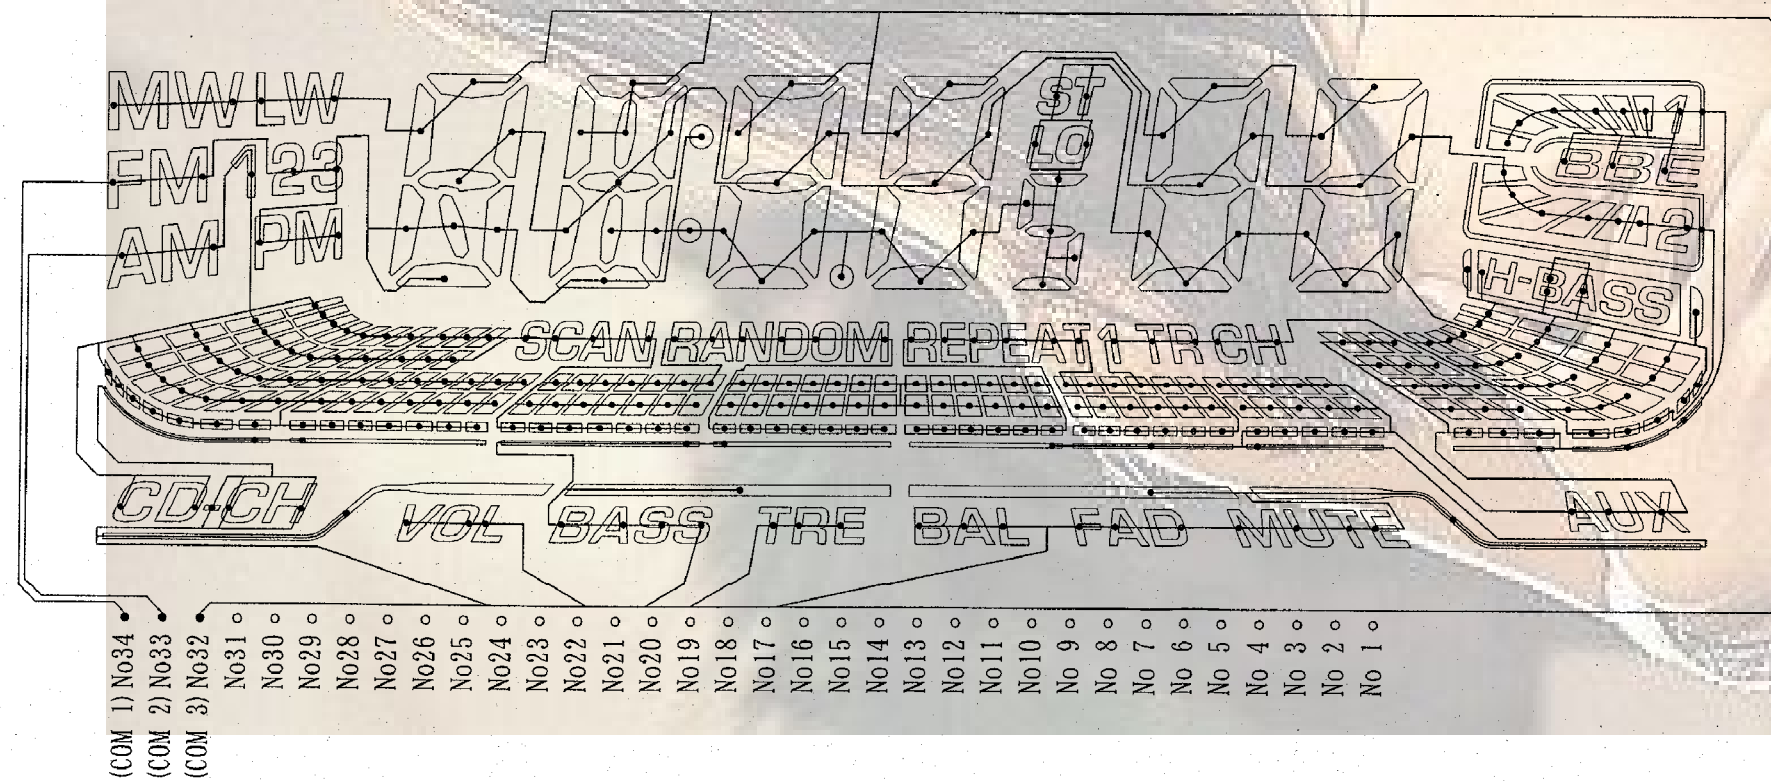 MW LW
FM 123
AM PM
ST
LO
1
BBE
2
H-BASS
SCAN RANDOM REPEAT 1 TR CH
CD/CH VOL BASS TRE BAL FAD MUTE AUX
(COM 1) No34
(COM 2) No33
(COM 3) No32
No31
No30
No29
No28
No27
No26
No25
No24
No23
No22
No21
No20
No19
No18
No17
No16
No15
No14
No13
No12
No11
No10
No 9
No 8
No 7
No 6
No 5
No 4
No 3
No 2
No 1